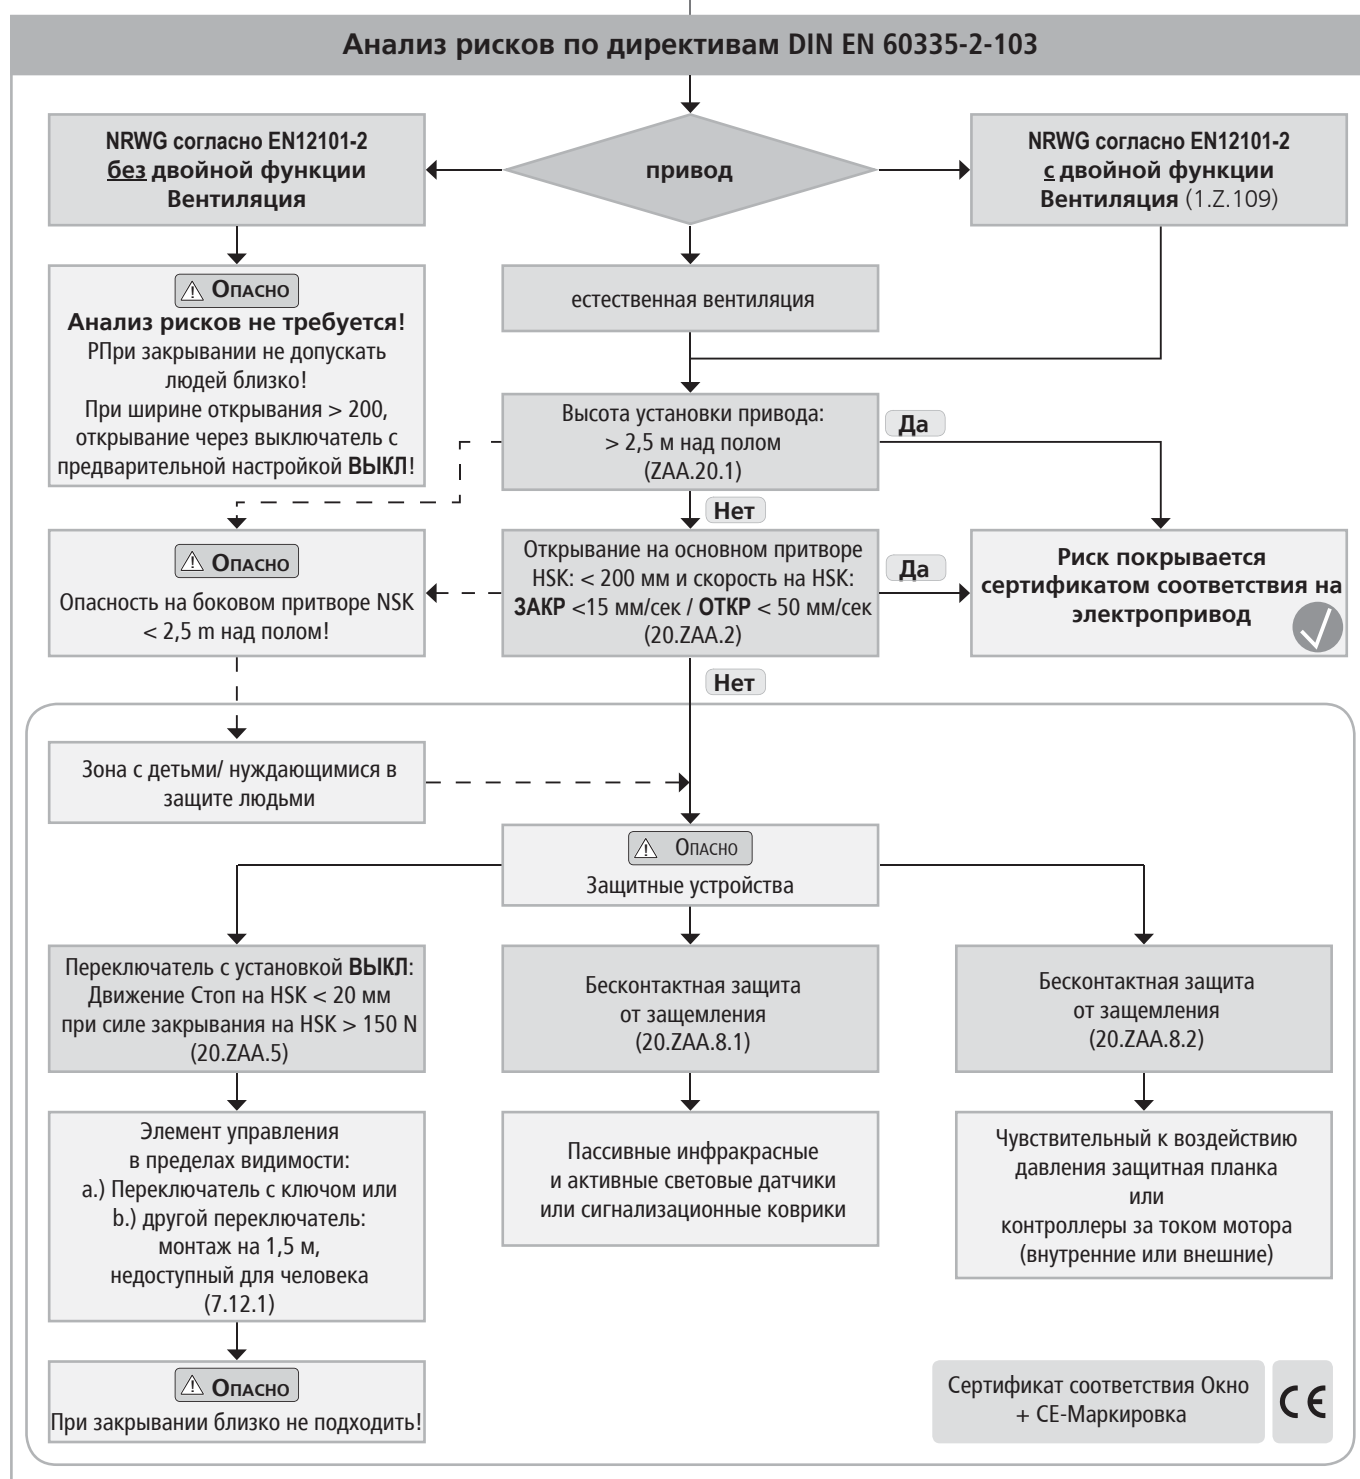 Анализ рисков по директивам DIN EN 60335-2-103
NRWG согласно EN12101-2
без двойной функции
Вентиляция
привод
NRWG согласно EN12101-2
с двойной функции
Вентиляция (1.Z.109)
Опасно
Анализ рисков не требуется!
РПри закрывании не допускать
людей близко!
При ширине открывания > 200,
открывание через выключатель с
предварительной настройкой ВЫКЛ!
естественная вентиляция
Высота установки привода:
> 2,5 м над полом
(ZAA.20.1)
Да
Нет
Опасно
Опасность на боковом притворе NSK
< 2,5 m над полом!
Открывание на основном притворе
HSK: < 200 мм и скорость на HSK:
ЗАКР <15 мм/сек / ОТКР < 50 мм/сек
(20.ZAA.2)
Да
Риск покрывается
сертификатом соответствия на
электропривод
Нет
Зона с детьми/ нуждающимися в
защите людьми
Опасно
Защитные устройства
Переключатель с установкой ВЫКЛ:
Движение Стоп на HSK < 20 мм
при силе закрывания на HSK > 150 N
(20.ZAA.5)
Бесконтактная защита
от защемления
(20.ZAA.8.1)
Бесконтактная защита
от защемления
(20.ZAA.8.2)
Элемент управления
в пределах видимости:
a.) Переключатель с ключом или
b.) другой переключатель:
монтаж на 1,5 м,
недоступный для человека
(7.12.1)
Пассивные инфракрасные
и активные световые датчики
или сигнализационные коврики
Чувствительный к воздействию
давления защитная планка
или
контроллеры за током мотора
(внутренние или внешние)
Опасно
При закрывании близко не подходить!
Сертификат соответствия Окно
+ CE-Маркировка
CE